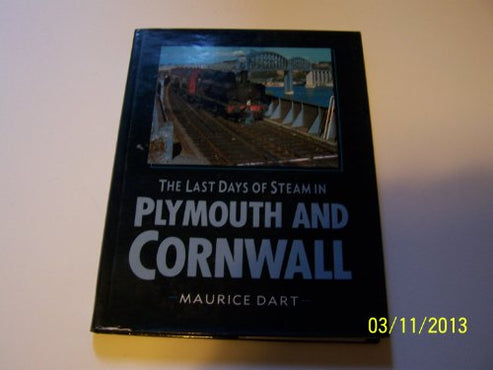 THE LAST DAYS OF STEAM IN
PLYMOUTH AND
CORNWALL
MAURICE DART
03/11/2013